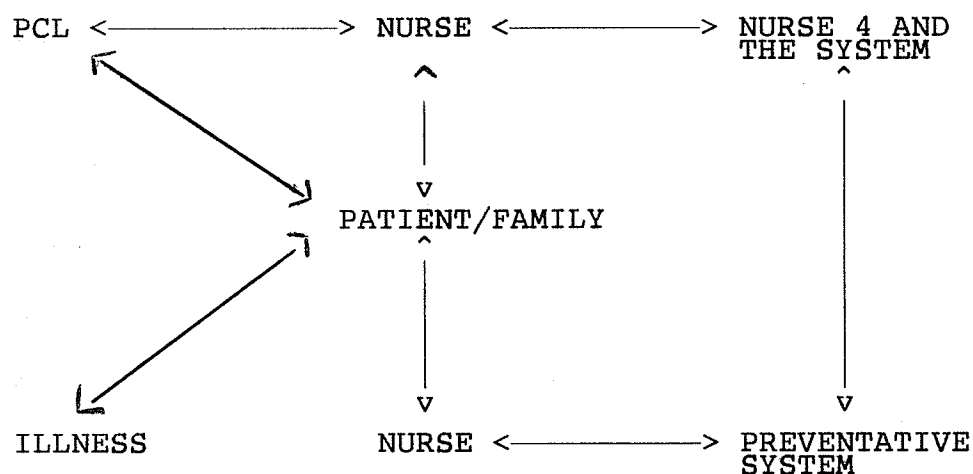 PCL <————> NURSE <————> NURSE 4 AND
THE SYSTEM
PATIENT/FAMILY
ILLNESS NURSE <————> PREVENTATIVE
SYSTEM